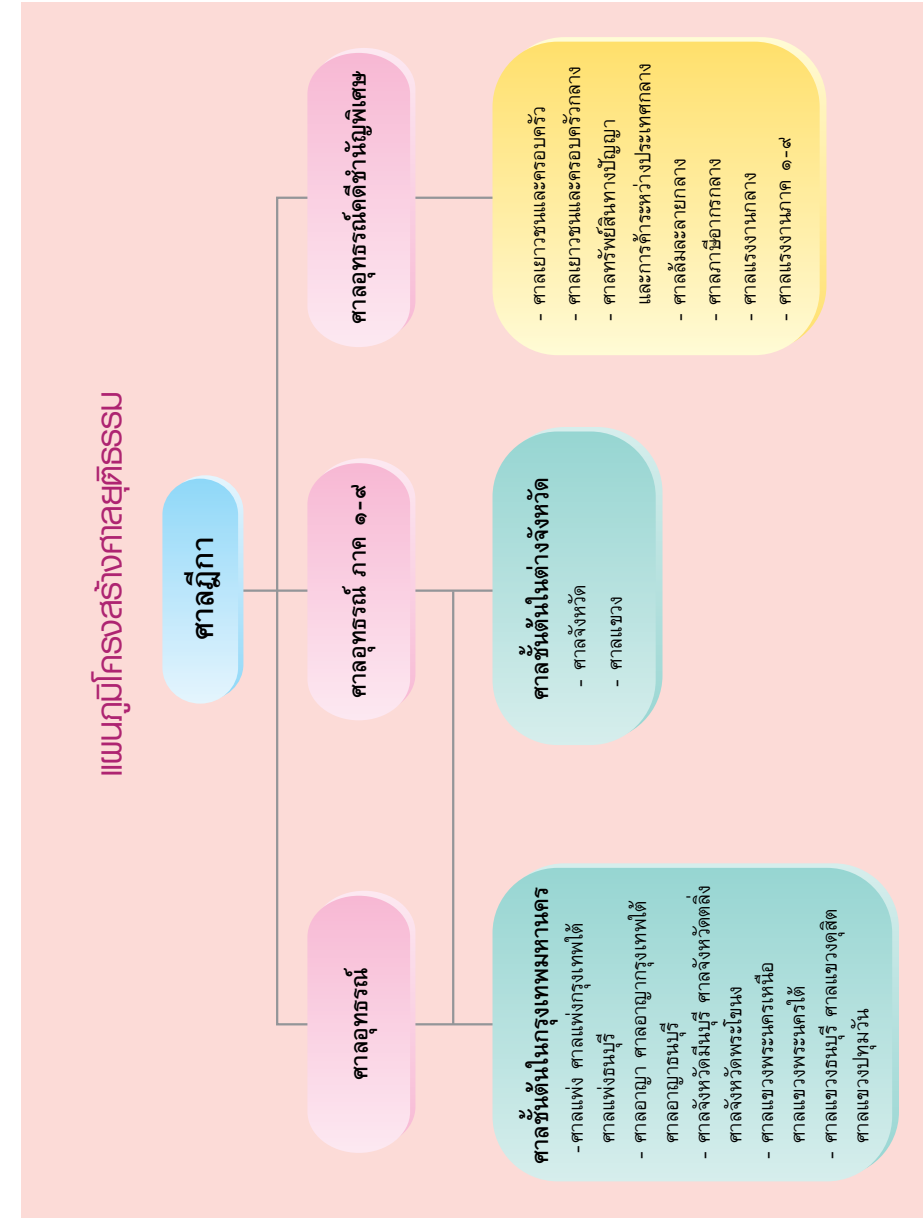 แผนภูมิโครงสร้างศาลยุติธรรม
ศาลฎีกา
ศาลอุทธรณ์
ศาลอุทธรณ์ ภาค ๑-๙
ศาลอุทธรณ์คดีชำนัญพิเศษ
ศาลชั้นต้นในกรุงเทพมหานคร
- ศาลแพ่ง ศาลแพ่งกรุงเทพใต้
ศาลแพ่งธนบุรี
- ศาลอาญา ศาลอาญากรุงเทพใต้
ศาลอาญาธนบุรี
- ศาลจังหวัดมีนบุรี ศาลจังหวัดตลิ่ง
ศาลจังหวัดพระโขนง
- ศาลแขวงพระนครเหนือ
ศาลแขวงพระนครใต้
- ศาลแขวงธนบุรี ศาลแขวงดุสิต
ศาลแขวงปทุมวัน
ศาลชั้นต้นในต่างจังหวัด
- ศาลจังหวัด
- ศาลแขวง
- ศาลเยาวชนและครอบครัว
- ศาลเยาวชนและครอบครัวกลาง
- ศาลทรัพย์สินทางปัญญา
และการค้าระหว่างประเทศกลาง
- ศาลล้มละลายกลาง
- ศาลภาษีอากรกลาง
- ศาลแรงงานกลาง
- ศาลแรงงานภาค ๑-๙